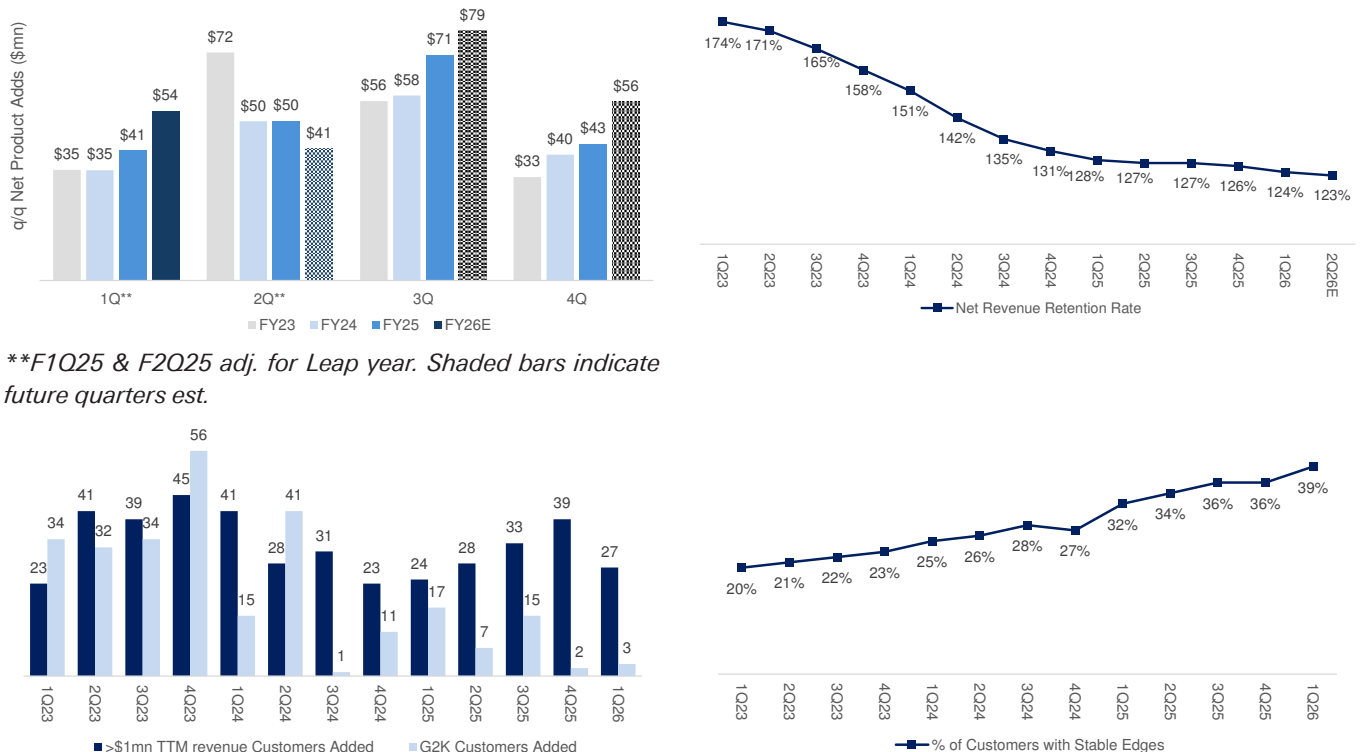 q/q Net Product Adds ($mn)
$35 $35 $41 $54
$72 $50 $50 $41
$56 $58 $71 $79
$33 $40 $43 $56
1Q** 2Q** 3Q 4Q
FY23 FY24 FY25 FY26E
174% 171% 165% 158% 151% 142% 135% 131% 128% 127% 127% 126% 124% 123%
1Q23 2Q23 3Q23 4Q23 1Q24 2Q24 3Q24 4Q24 1Q25 2Q25 3Q25 4Q25 1Q26 2Q26E
Net Revenue Retention Rate
**F1Q25 & F2Q25 adj. for Leap year. Shaded bars indicate
future quarters est.
23 34 41 32 39 34 45 56 41 15 28 41 31 1 23 11 24 17 28 7 33 15 39 2 27 3
1Q23 2Q23 3Q23 4Q23 1Q24 2Q24 3Q24 4Q24 1Q25 2Q25 3Q25 4Q25 1Q26
>$1mn TTM revenue Customers Added G2K Customers Added
20% 21% 22% 23% 25% 26% 28% 27% 32% 34% 36% 36% 39%
1Q23 2Q23 3Q23 4Q23 1Q24 2Q24 3Q24 4Q24 1Q25 2Q25 3Q25 4Q25 1Q26
% of Customers with Stable Edges